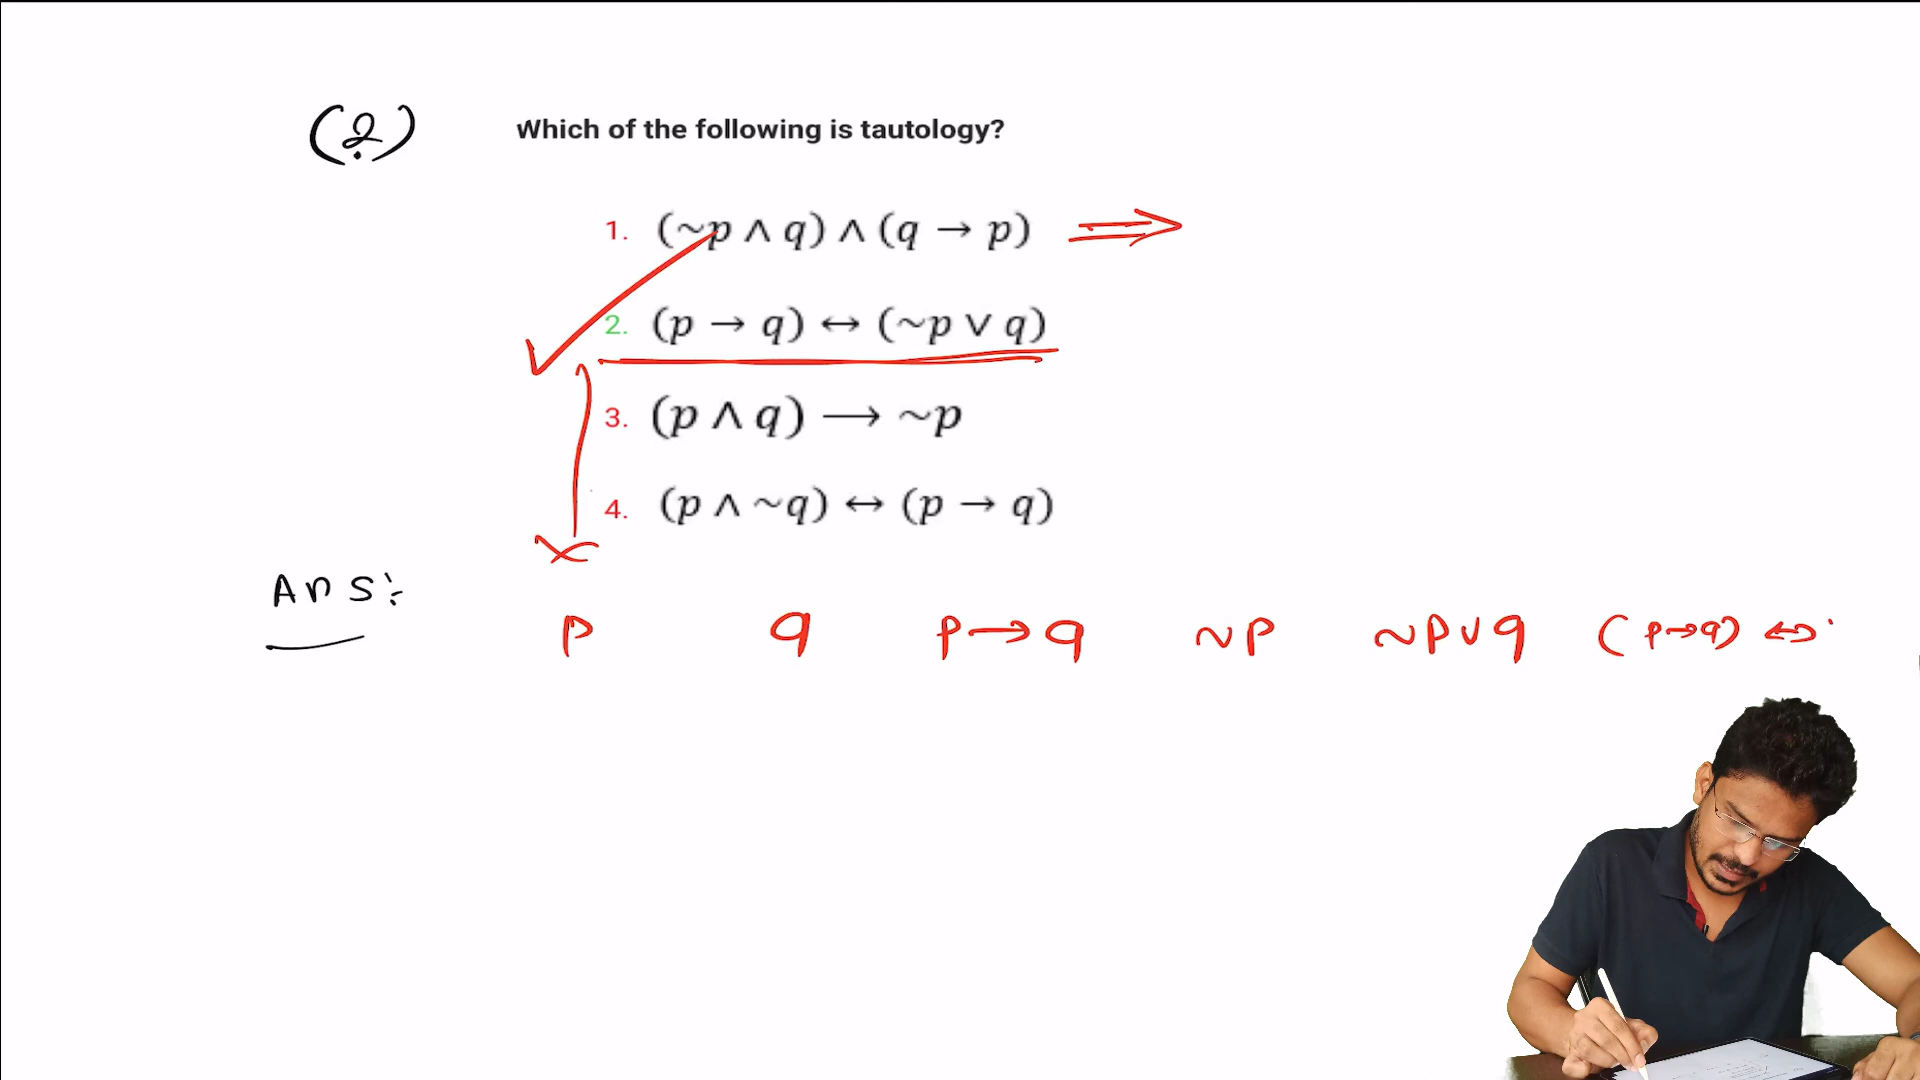 (2)
Which of the following is tautology?
1. (~p ∧ q) ∧ (q → p) ⇒
2. (p → q) ↔ (~p ∨ q)
3. (p ∧ q) ⟶ ~p
4. (p ∧ ~q) ↔ (p → q)
Ans:
p q p→q ~p ~p∨q (p→q) ↔